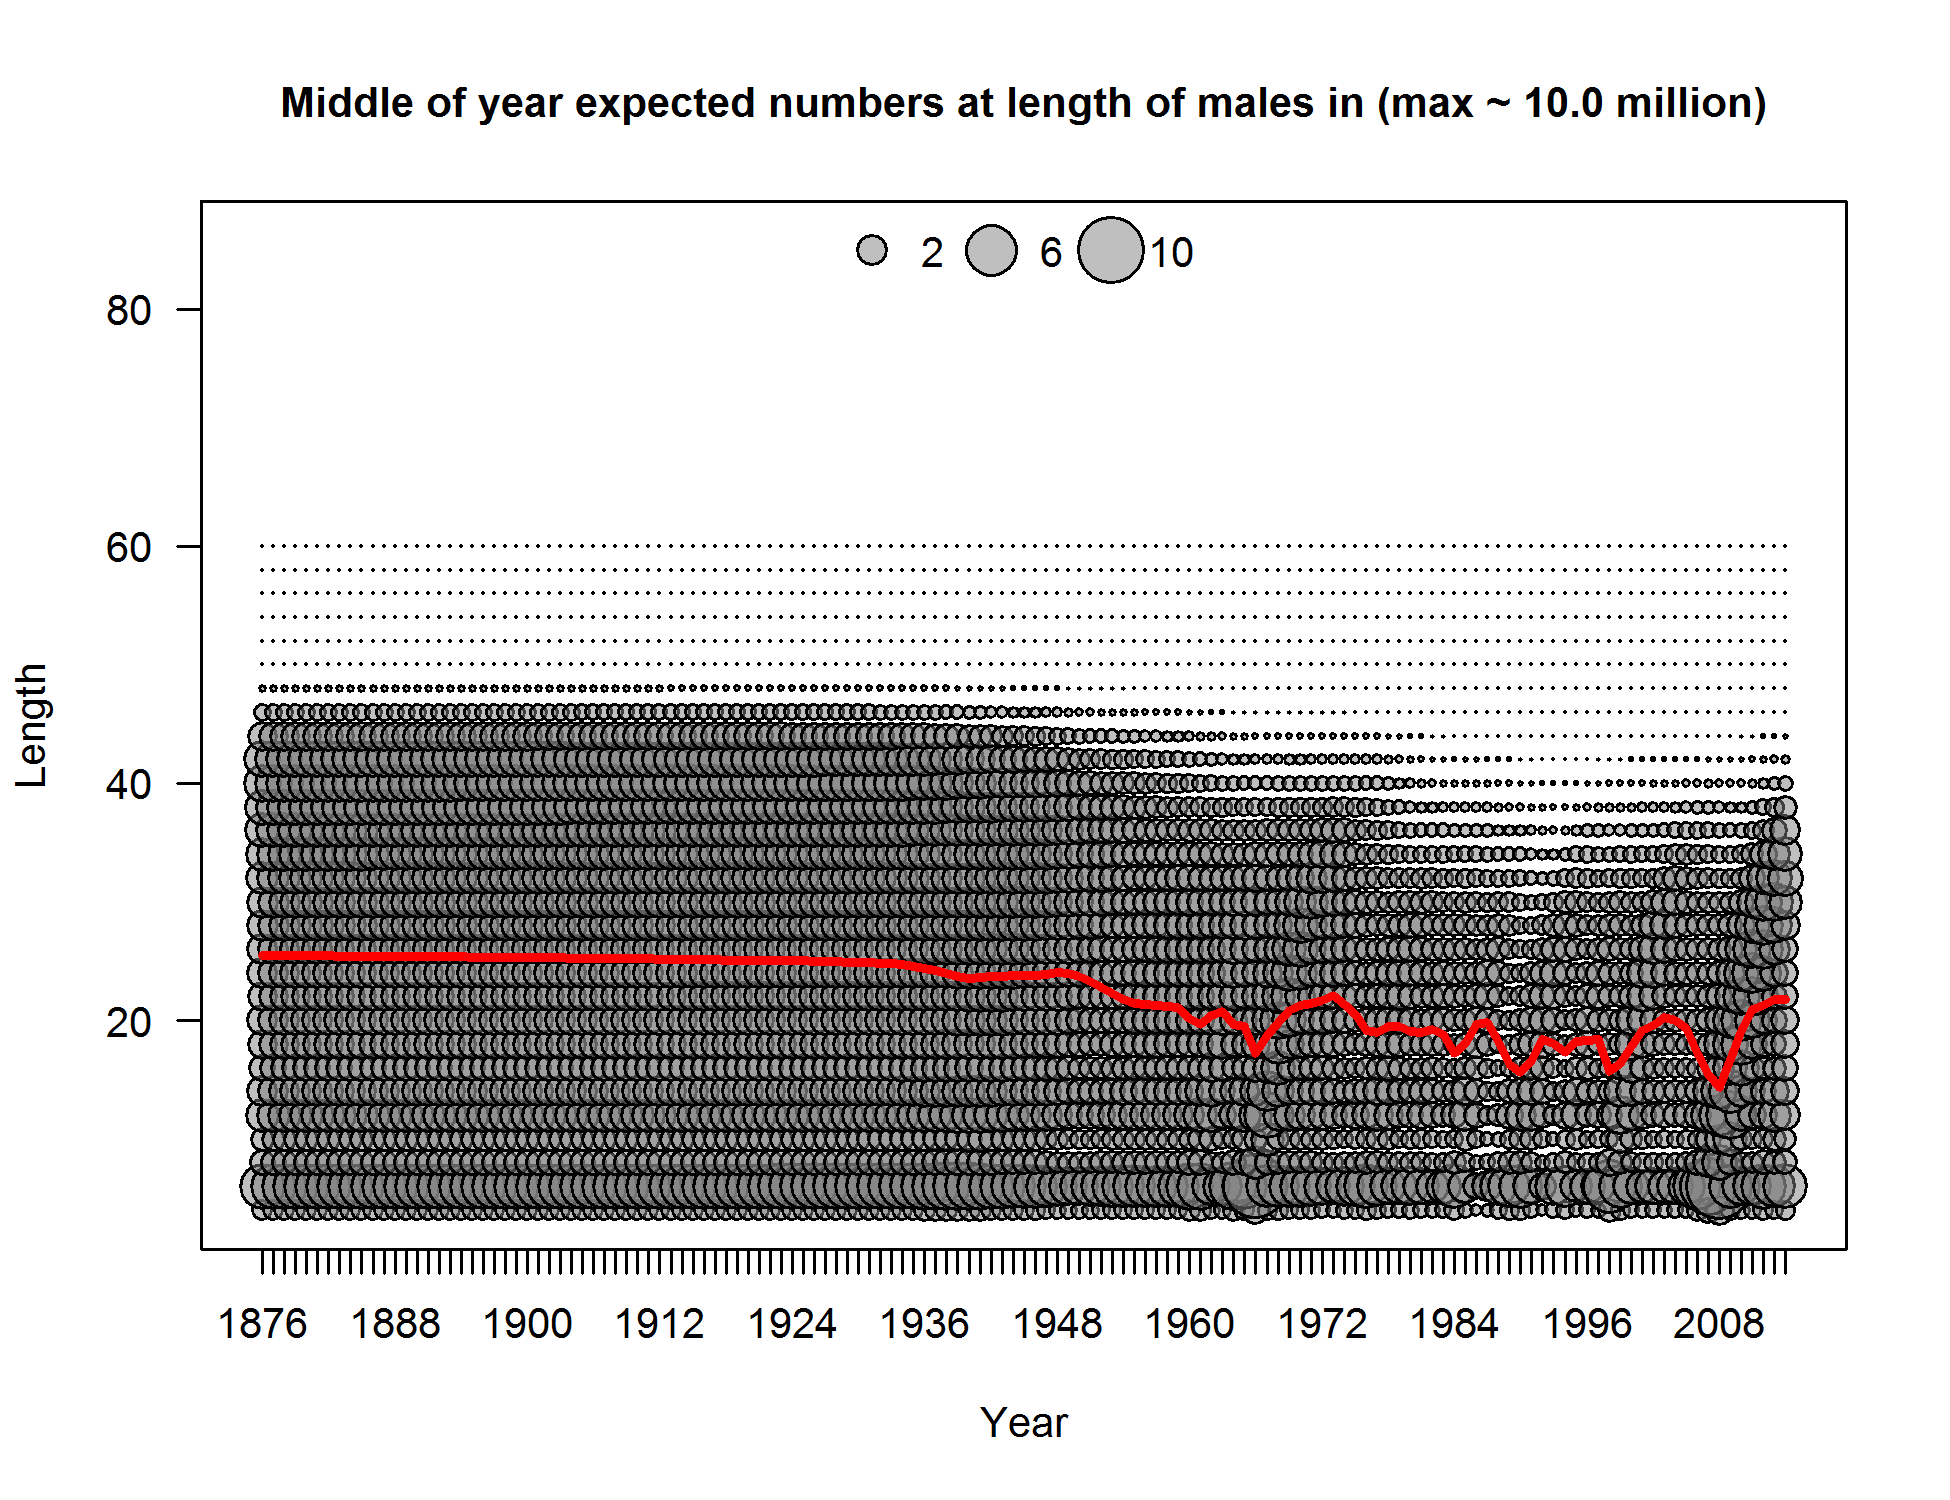 Middle of year expected numbers at length of males in (max ~ 10.0 million)
2 6 10
80
60
40
20
Length
1876 1888 1900 1912 1924 1936 1948 1960 1972 1984 1996 2008
Year